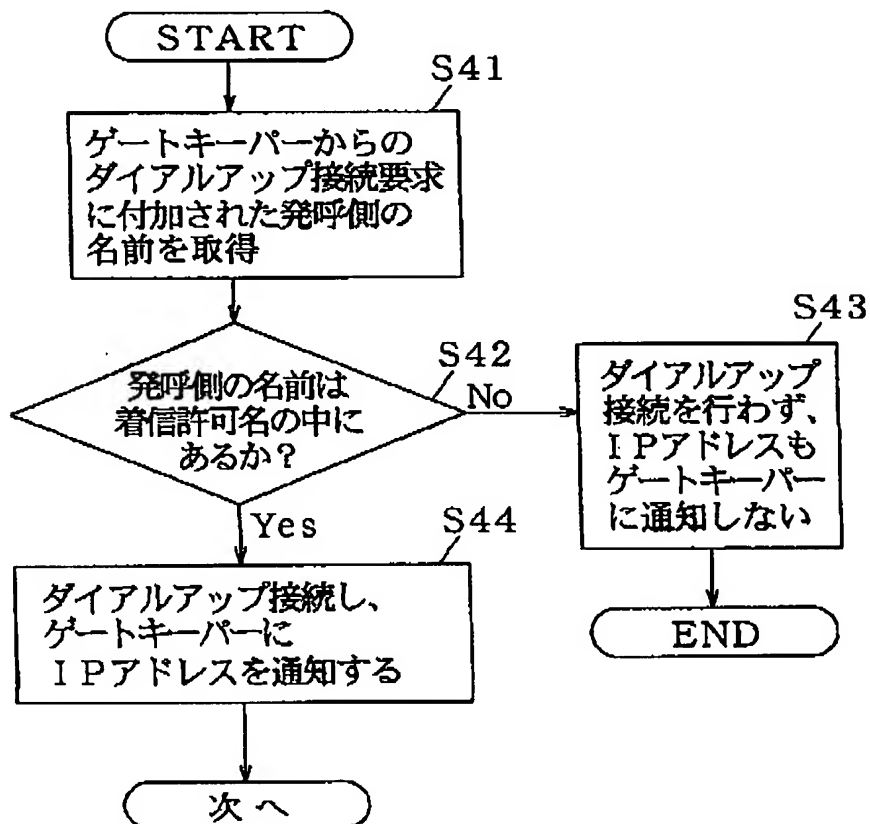 START
S41
ゲートキーパーからの
ダイアルアップ接続要求
に付加された発呼側の
名前を取得
S42
発呼側の名前は
着信許可名の中に
あるか?
No
S43
ダイアルアップ
接続を行わず、
IPアドレスも
ゲートキーパー
に通知しない
END
Yes
S44
ダイアルアップ接続し、
ゲートキーパーに
IPアドレスを通知する
次へ